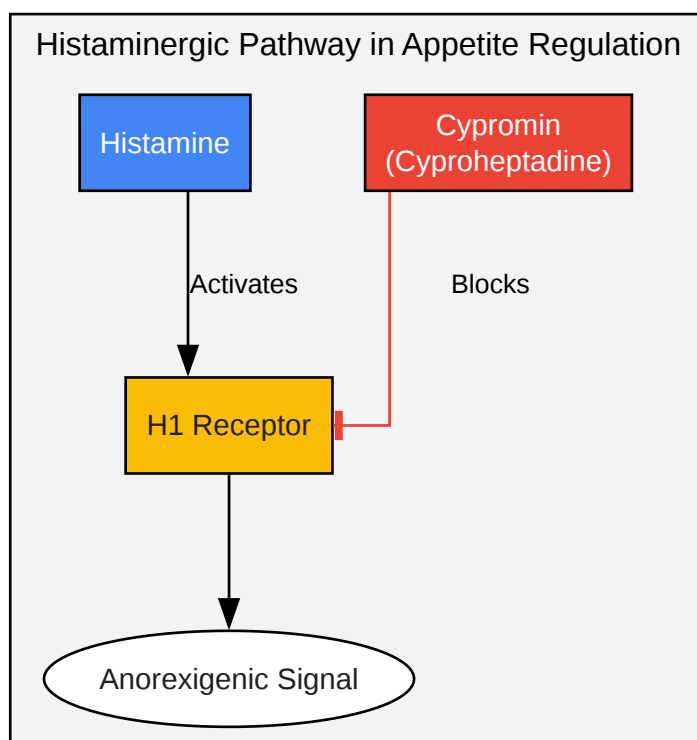 Histaminergic Pathway in Appetite Regulation
Histamine
Cypromin
(Cyproheptadine)
Activates
Blocks
H1 Receptor
Anorexigenic Signal